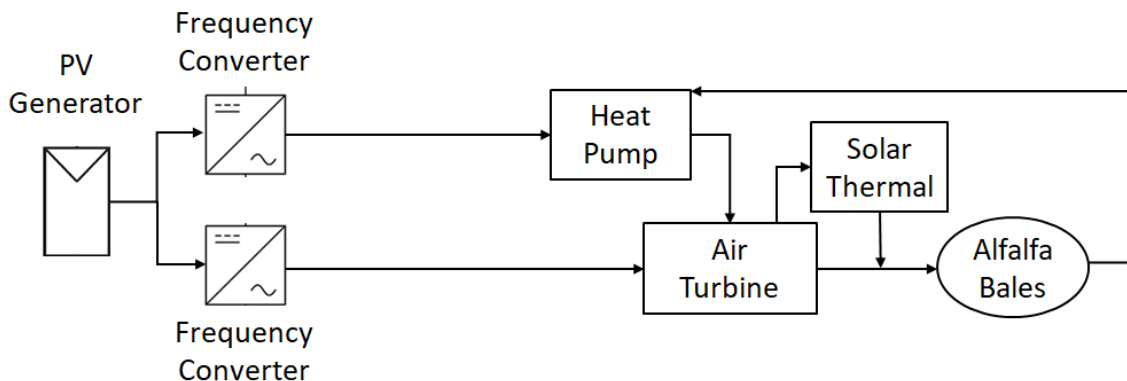 Frequency
Converter
PV
Generator
Heat
Pump
Solar
Thermal
Air
Turbine
Alfalfa
Bales
Frequency
Converter